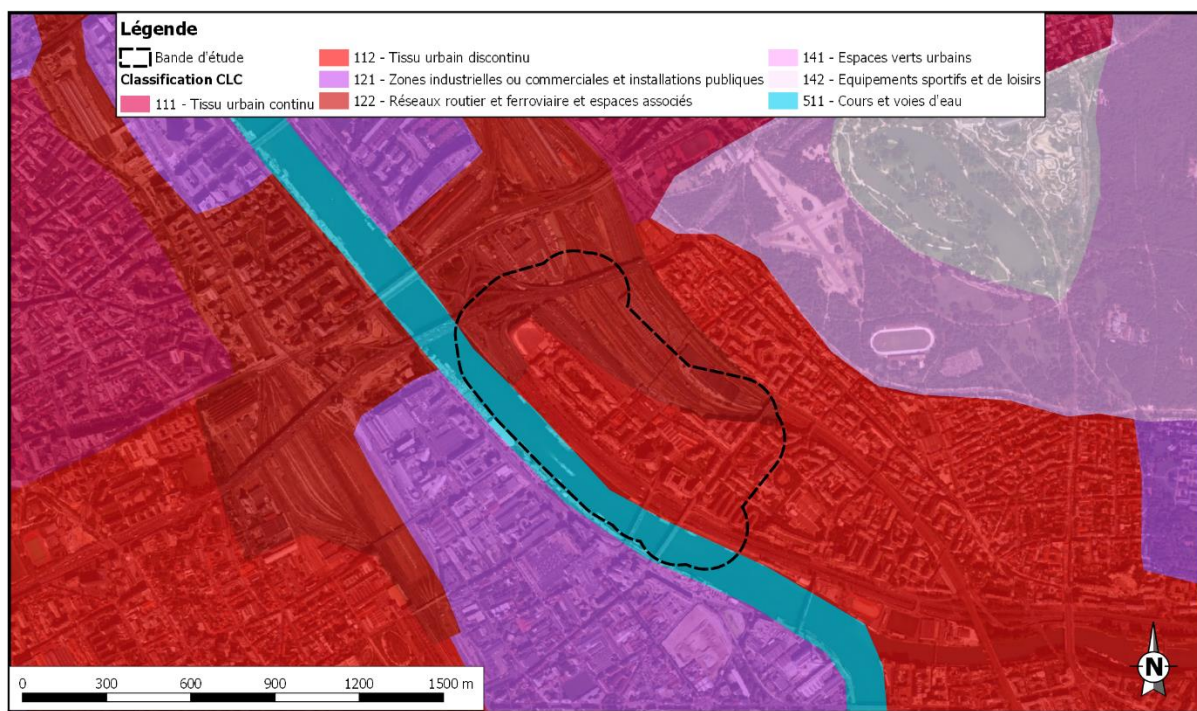 Légende
Bande d'étude
Classification CLC
111 - Tissu urbain continu
112 - Tissu urbain discontinu
121 - Zones industrielles ou commerciales et installations publiques
122 - Réseaux routier et ferroviaire et espaces associés
141 - Espaces verts urbains
142 - Equipements sportifs et de loisirs
511 - Cours et voies d'eau
N
0 300 600 900 1200 1500 m